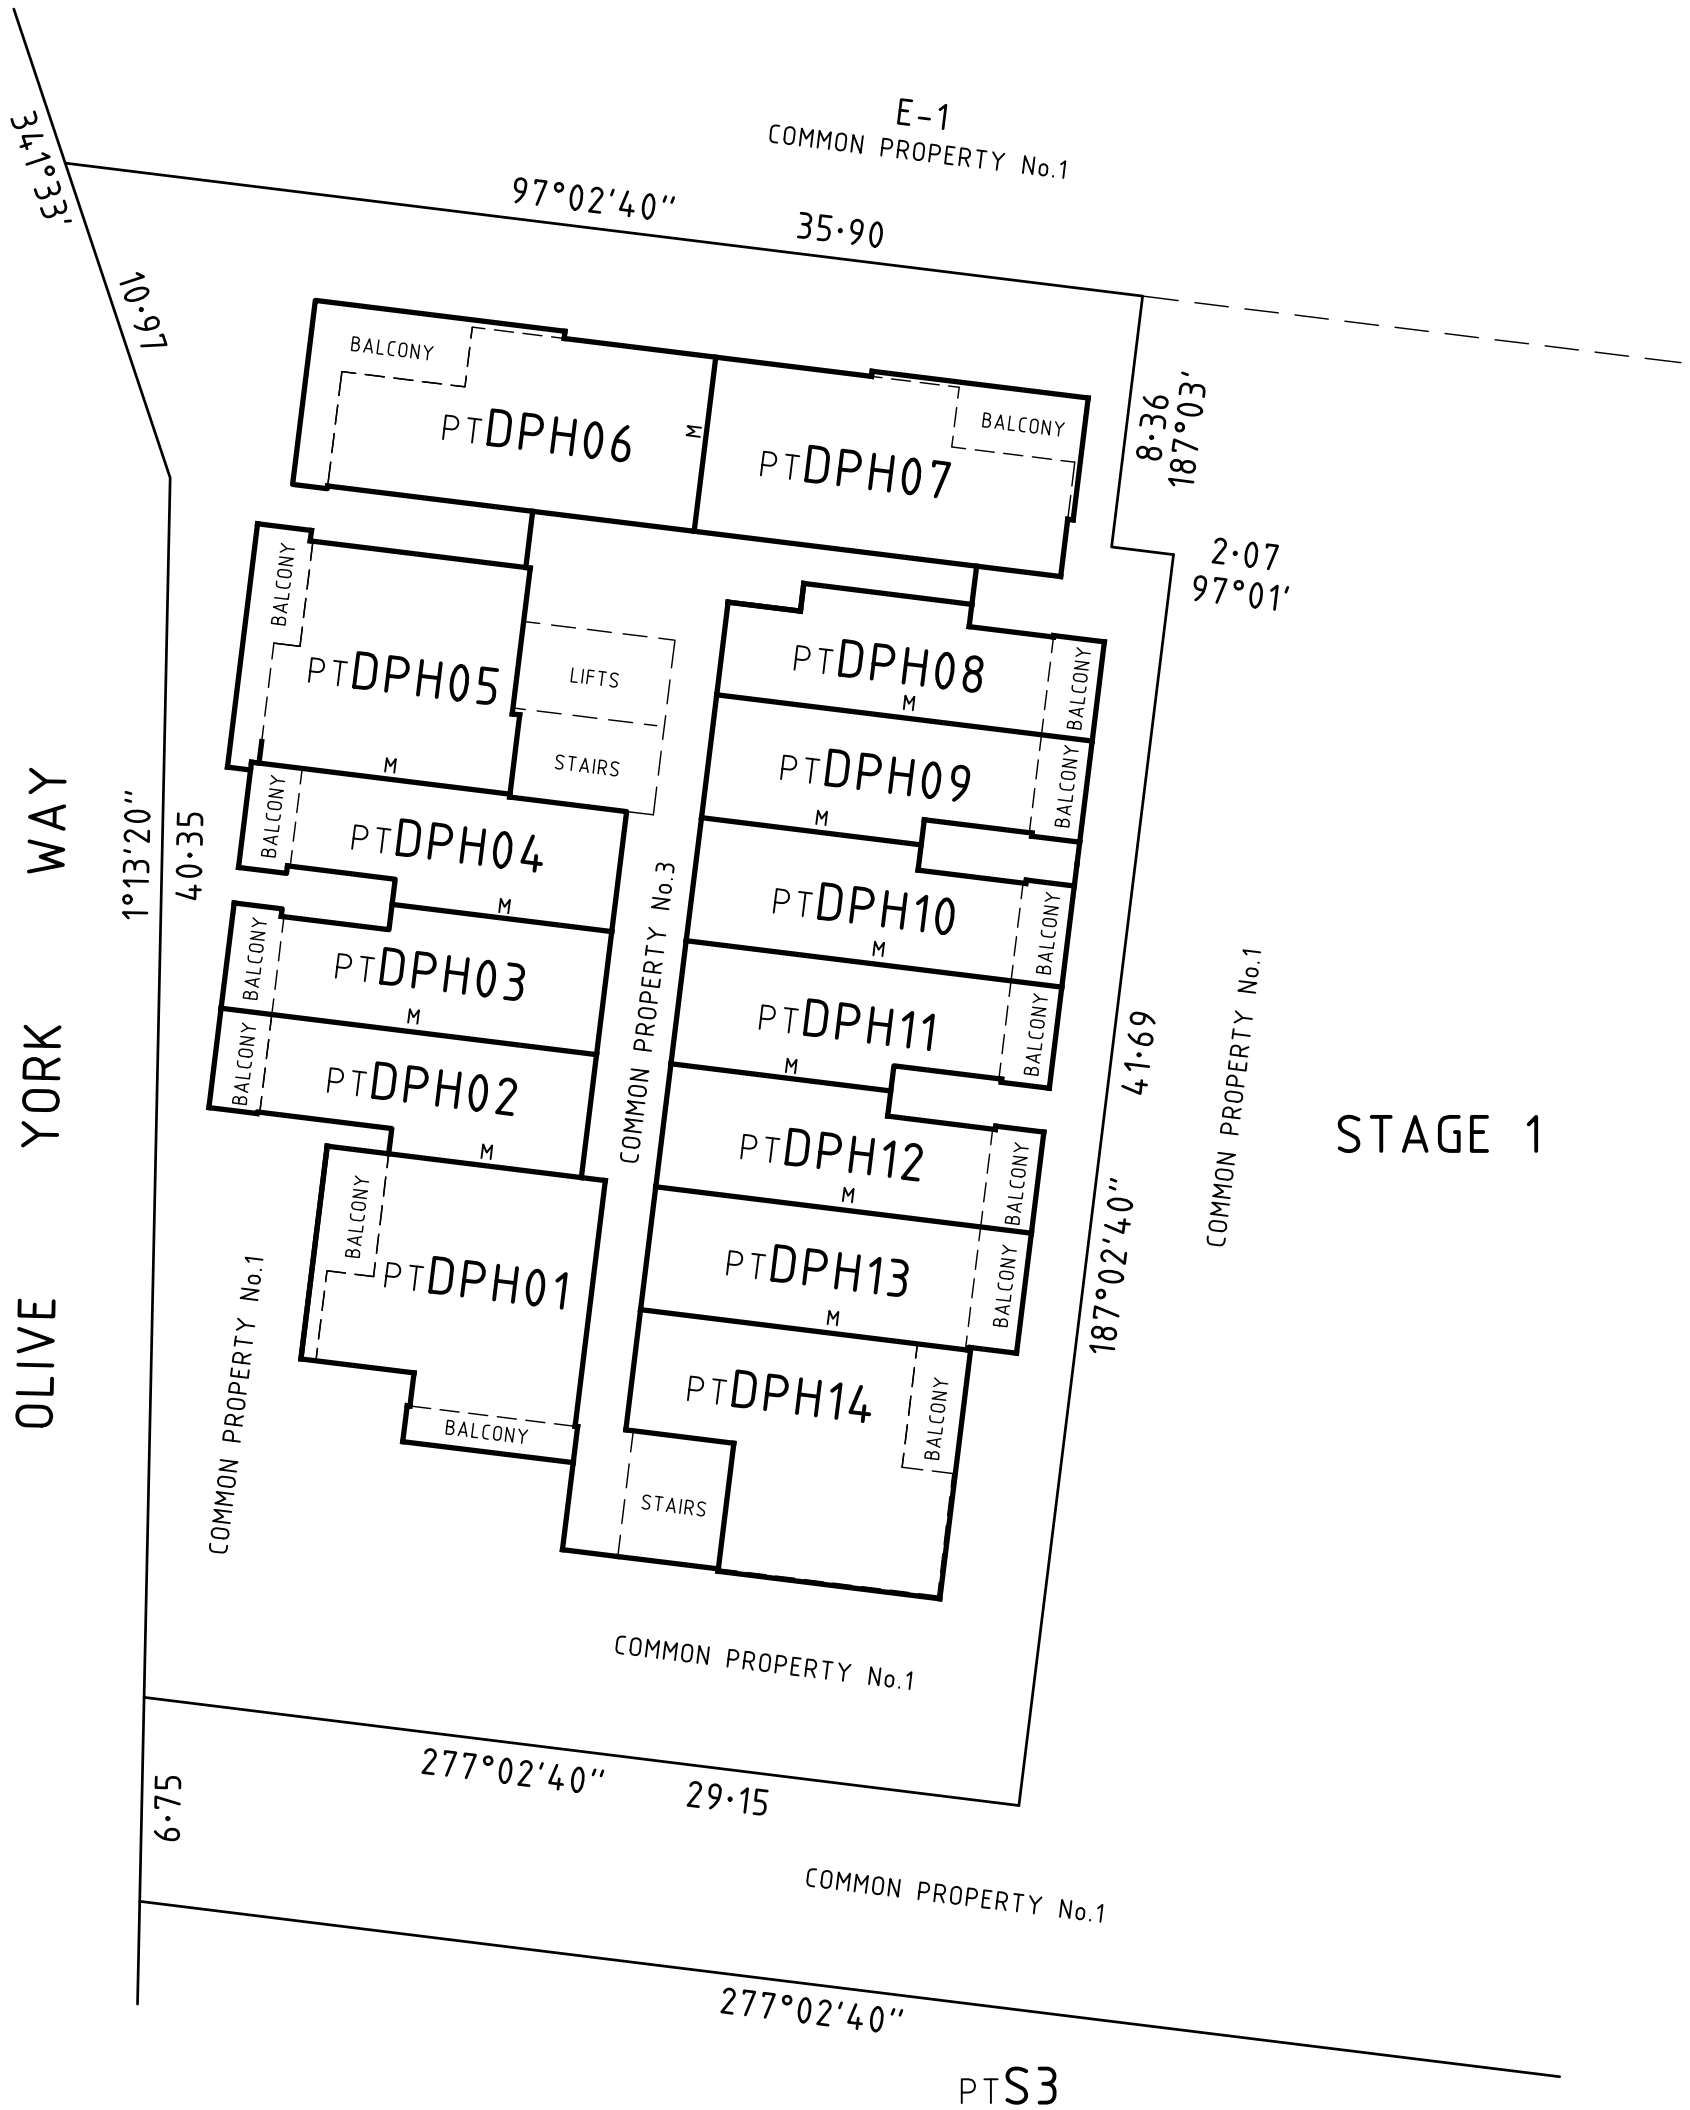 E-1
COMMON PROPERTY No.1
341°33'
97°02'40"
35·90
10·97
8·36
187°03'
BALCONY
PTDPH06
M
BALCONY
PTDPH07
2·07
97°01'
BALCONY
PTDPH05
M
LIFTS
STAIRS
PTDPH08
M
BALCONY
PTDPH09
M
BALCONY
BALCONY
PTDPH04
M
PTDPH10
M
BALCONY
BALCONY
PTDPH03
M
PTDPH11
M
BALCONY
BALCONY
PTDPH02
M
PTDPH12
M
BALCONY
BALCONY
PTDPH01
BALCONY
PTDPH13
M
BALCONY
PTDPH14
BALCONY
STAIRS
COMMON PROPERTY No.3
1°13'20"
40·35
OLIVE YORK WAY
COMMON PROPERTY No.1
41·69
187°02'40"
COMMON PROPERTY No.1
STAGE 1
COMMON PROPERTY No.1
277°02'40"
29·15
6·75
COMMON PROPERTY No.1
277°02'40"
PTS3